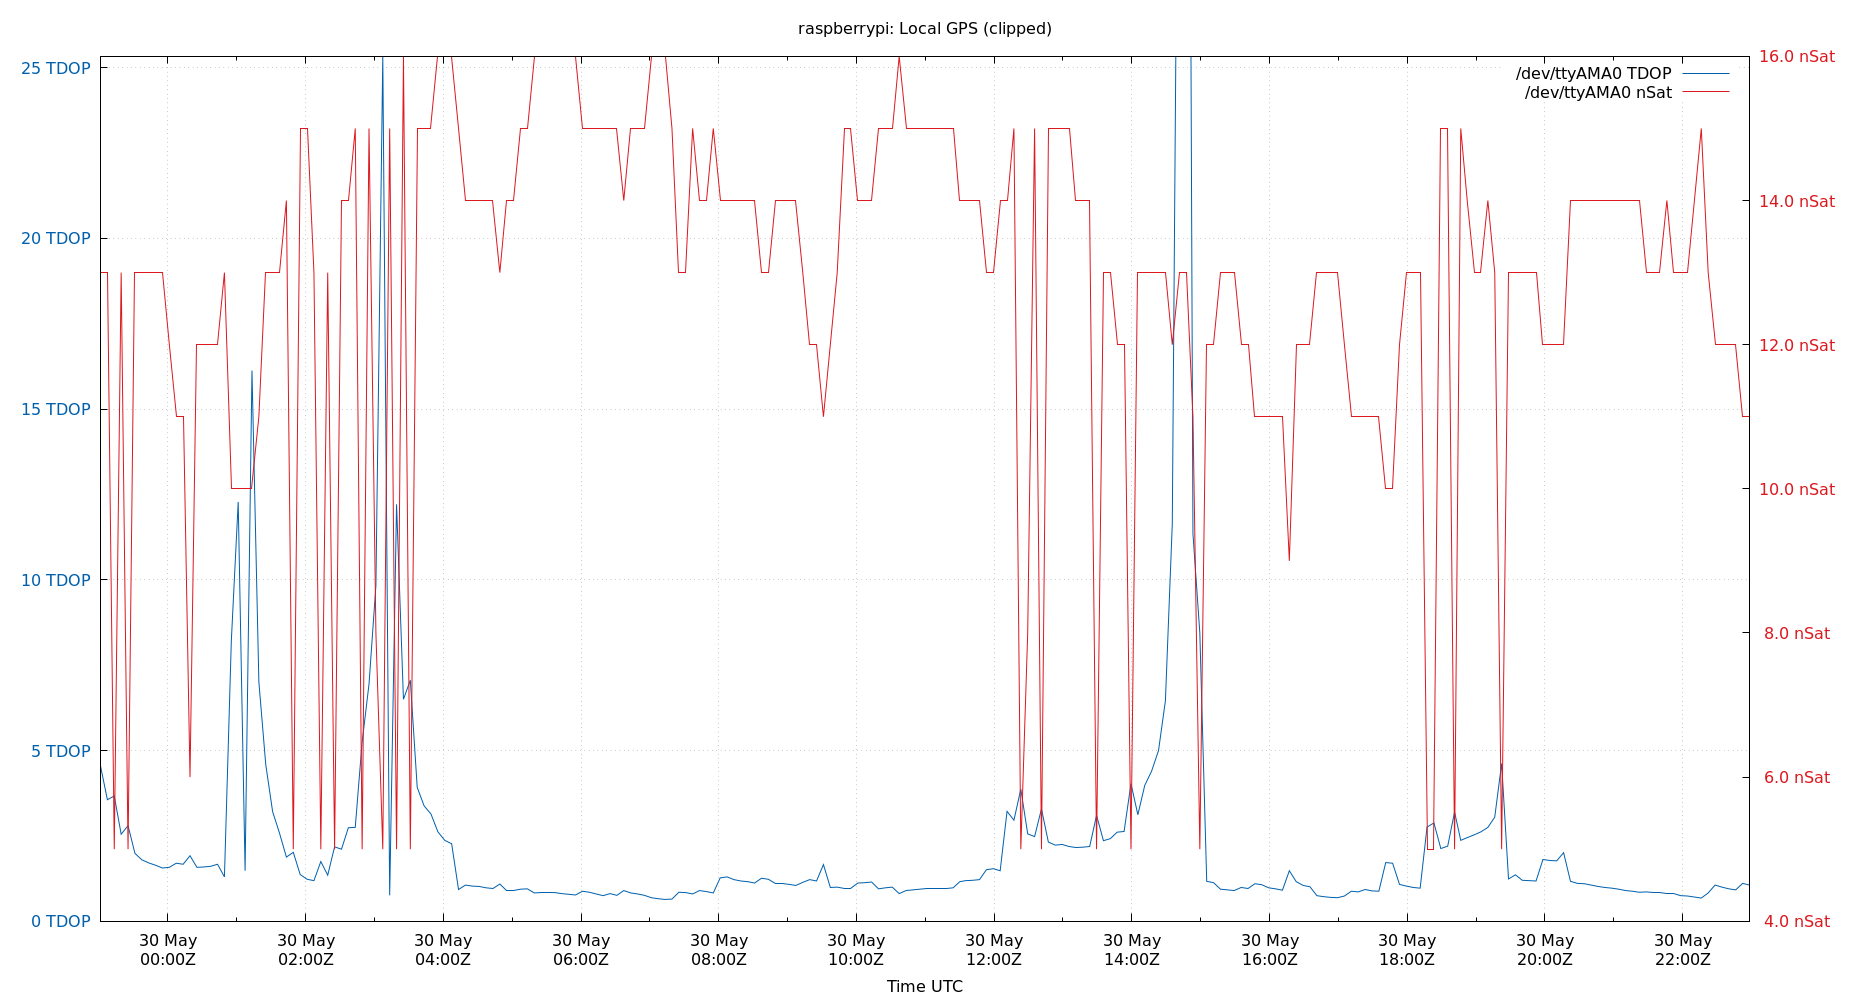 raspberrypi: Local GPS (clipped)
/dev/ttyAMA0 TDOP
/dev/ttyAMA0 nSat
25 TDOP
20 TDOP
15 TDOP
10 TDOP
5 TDOP
0 TDOP
16.0 nSat
14.0 nSat
12.0 nSat
10.0 nSat
8.0 nSat
6.0 nSat
4.0 nSat
30 May
00:00Z
30 May
02:00Z
30 May
04:00Z
30 May
06:00Z
30 May
08:00Z
30 May
10:00Z
30 May
12:00Z
30 May
14:00Z
30 May
16:00Z
30 May
18:00Z
30 May
20:00Z
30 May
22:00Z
Time UTC